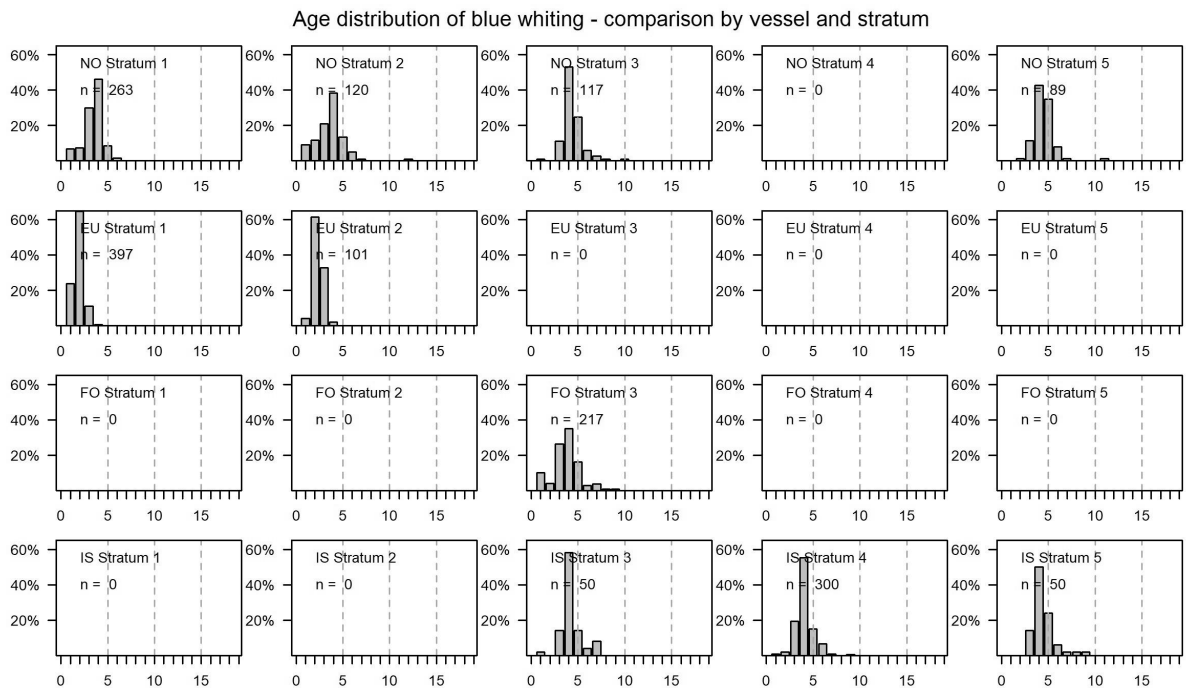 Age distribution of blue whiting - comparison by vessel and stratum
60% 60% 60% 60% 60%
NO Stratum 1 NO Stratum 2 NO Stratum 3 NO Stratum 4 NO Stratum 5
40% n = 263 40% n = 120 40% n = 117 40% n = 0 40% n = 89
20% 20% 20% 20% 20%
0 5 10 15 0 5 10 15 0 5 10 15 0 5 10 15 0 5 10 15
60% 60% 60% 60% 60%
EU Stratum 1 EU Stratum 2 EU Stratum 3 EU Stratum 4 EU Stratum 5
40% n = 397 40% n = 101 40% n = 0 40% n = 0 40% n = 0
20% 20% 20% 20% 20%
0 5 10 15 0 5 10 15 0 5 10 15 0 5 10 15 0 5 10 15
60% 60% 60% 60% 60%
FO Stratum 1 FO Stratum 2 FO Stratum 3 FO Stratum 4 FO Stratum 5
40% n = 0 40% n = 0 40% n = 217 40% n = 0 40% n = 0
20% 20% 20% 20% 20%
0 5 10 15 0 5 10 15 0 5 10 15 0 5 10 15 0 5 10 15
60% 60% 60% 60% 60%
IS Stratum 1 IS Stratum 2 IS Stratum 3 IS Stratum 4 IS Stratum 5
40% n = 0 40% n = 0 40% n = 50 40% n = 300 40% n = 50
20% 20% 20% 20% 20%
0 5 10 15 0 5 10 15 0 5 10 15 0 5 10 15 0 5 10 15